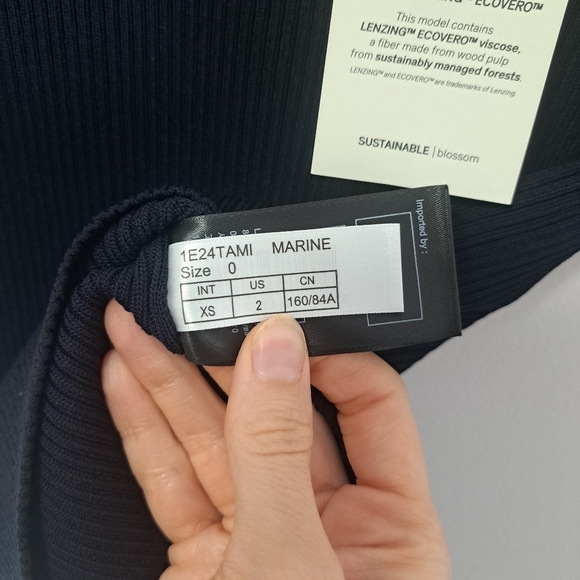 ECOVERO™
This model contains
LENZING™ ECOVERO™ viscose,
a fiber made from wood pulp
from sustainably managed forests.
LENZING™ and ECOVERO™ are trademarks of Lenzing.
SUSTAINABLE | blossom
Imported by :
1E24TAMI MARINE
Size 0
INT US CN
XS 2 160/84A